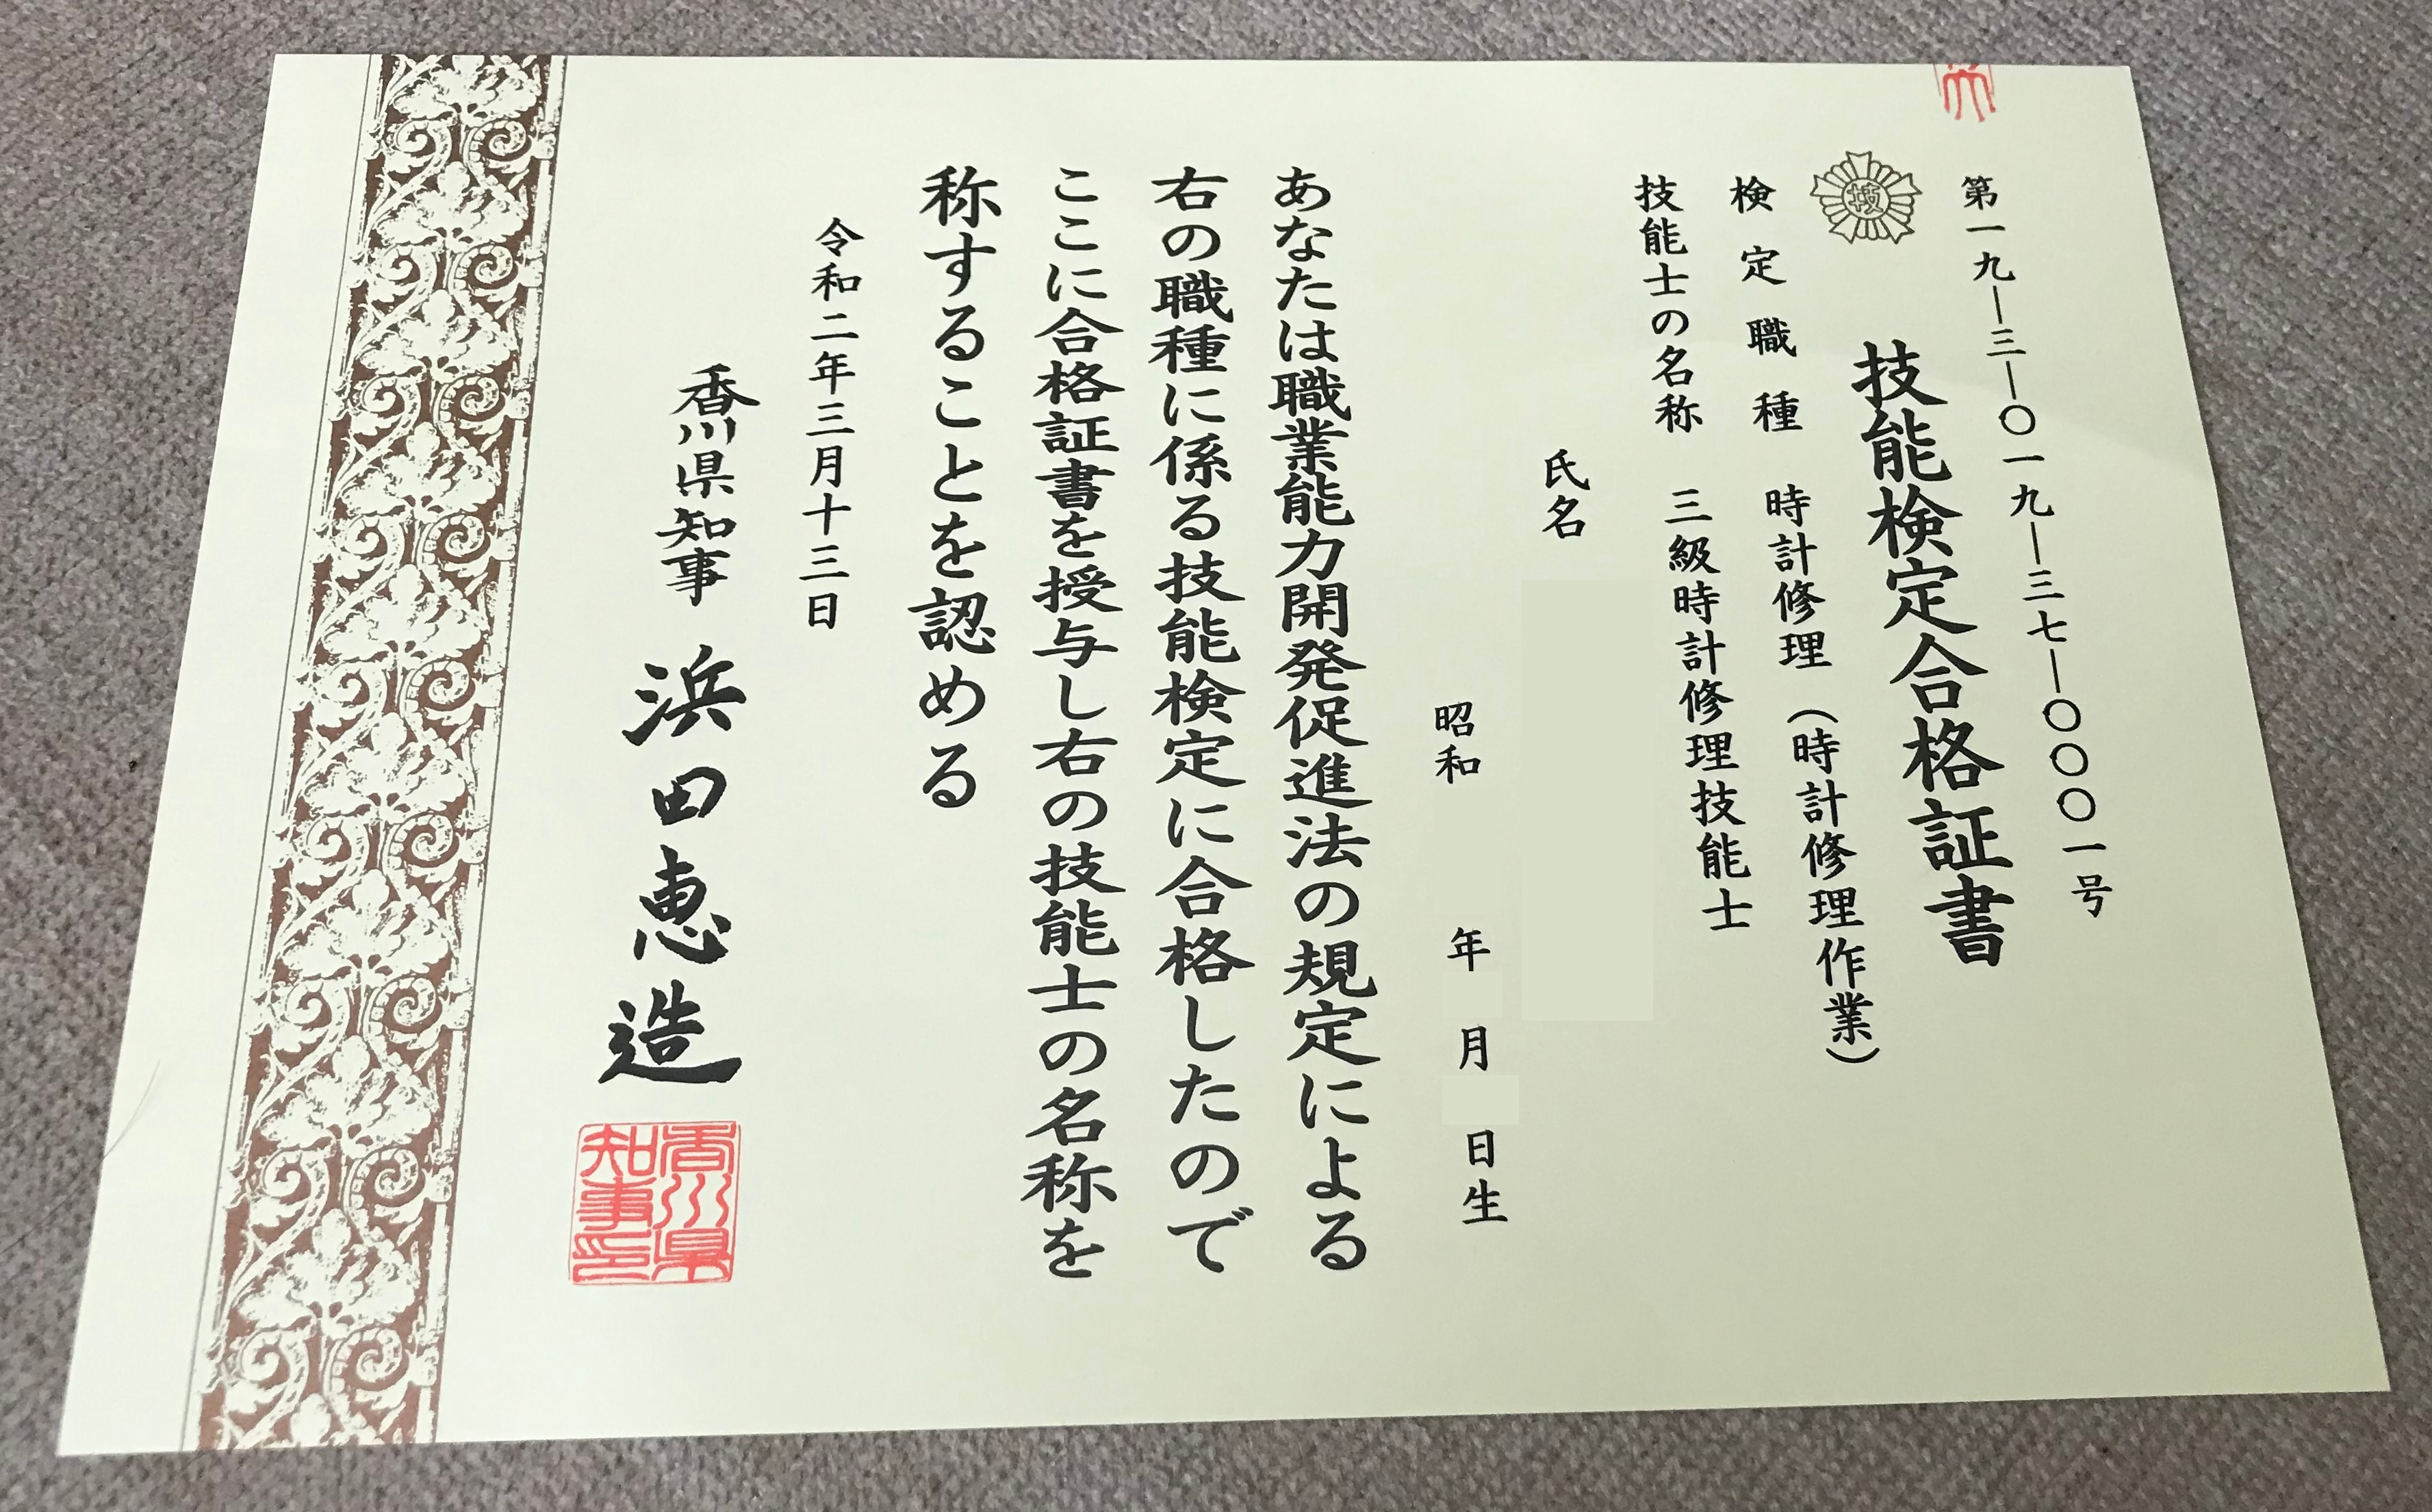 第一九―三―〇一九―三七―〇〇〇一号
技
技能検定合格証書
検定職種 時計修理（時計修理作業）
技能士の名称 三級時計修理技能士
氏名
昭和 年 月 日生
あなたは職業能力開発促進法の規定による
右の職種に係る技能検定に合格したので
ここに合格証書を授与し右の技能士の名称を
称することを認める
令和二年三月十三日
香川県知事 浜田恵造
香川県
知事印